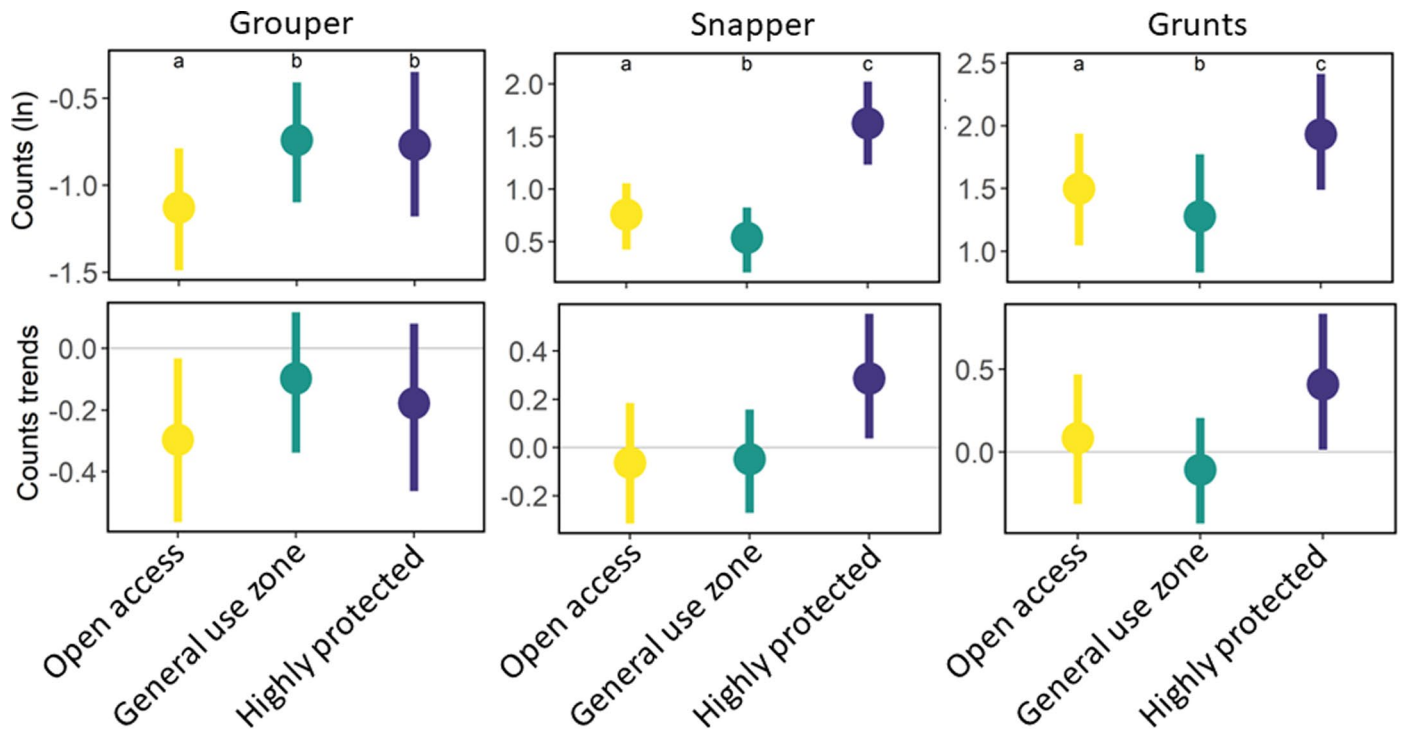 Grouper Snapper Grunts
a b b a b c a b c
Counts (ln)
-0.5
-1.0
-1.5
2.0
1.5
1.0
0.5
2.5
2.0
1.5
1.0
Counts trends
0.0
-0.2
-0.4
0.4
0.2
0.0
-0.2
0.5
0.0
Open access
General use zone
Highly protected
Open access
General use zone
Highly protected
Open access
General use zone
Highly protected